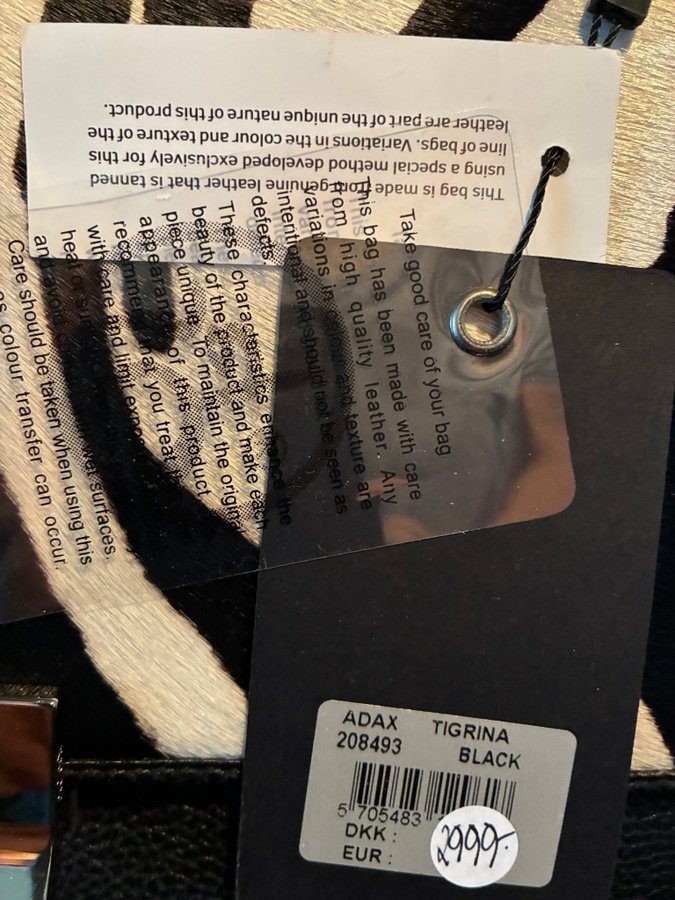 This bag is made from genuine leather that is tanned
using a special method developed exclusively for this
line of bags. Variations in the colour and texture of the
leather are part of the unique nature of this product.
Take good care of your bag
This bag has been made with care
from high quality leather. Any
variations in colour and texture are
intentional and should not be seen as
defects.
These characteristics enhance the
beauty of the product and make each
piece unique. To maintain the original
appearance of this product,
recommend that you treat
with care and limit
heat or wet surfaces.
and avoid
Care should be taken when using this
as colour transfer can occur.
ADAX TIGRINA
208493 BLACK
5 705483
DKK :
EUR :
2999.-